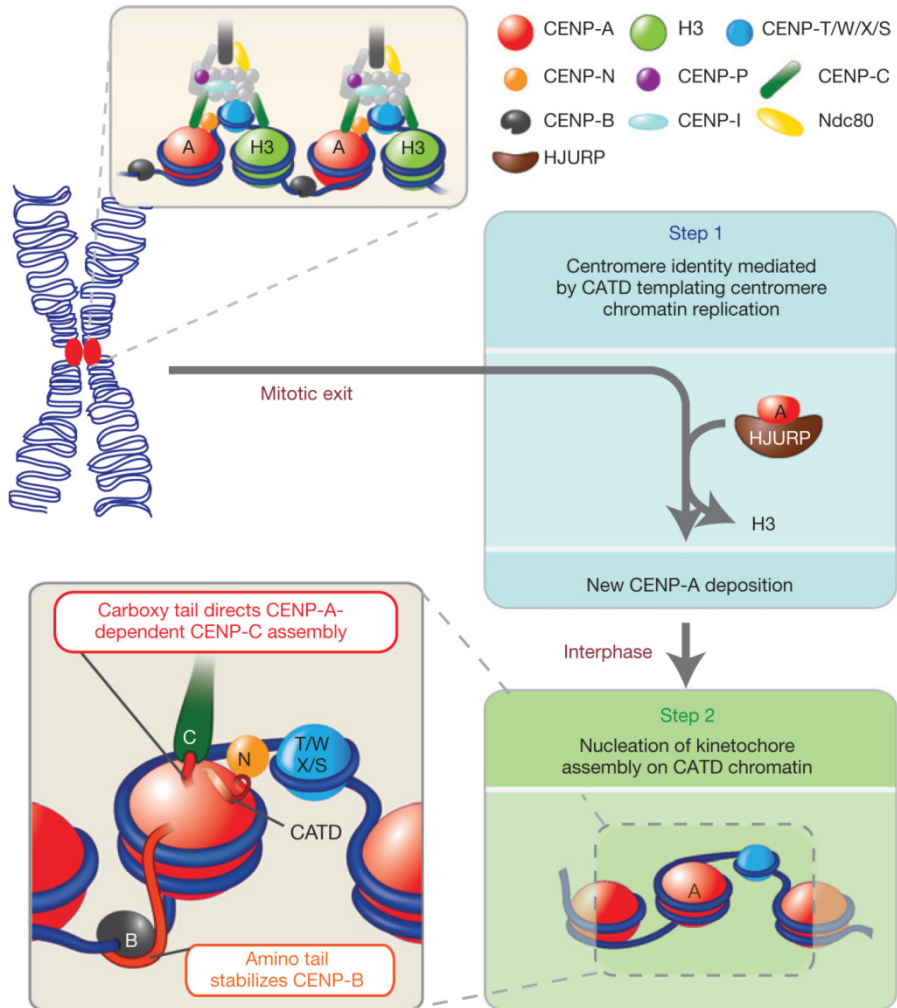 CENP-A
H3
CENP-T/W/X/S
CENP-N
CENP-P
CENP-C
CENP-B
CENP-I
Ndc80
HJURP
A
H3
A
H3
Step 1
Centromere identity mediated
by CATD templating centromere
chromatin replication
Mitotic exit
A
HJURP
H3
New CENP-A deposition
Interphase
Step 2
Nucleation of kinetochore
assembly on CATD chromatin
A
Carboxy tail directs CENP-A-
dependent CENP-C assembly
C
N
T/W
X/S
CATD
B
Amino tail
stabilizes CENP-B